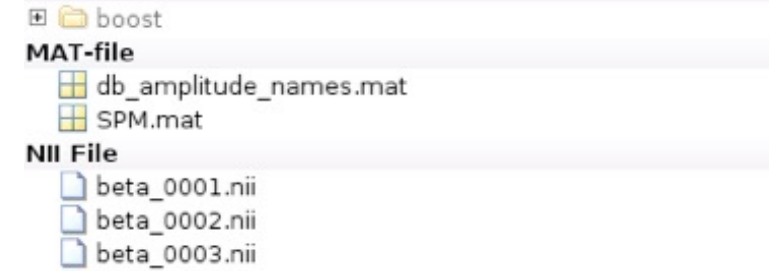 boost
MAT-file
db_amplitude_names.mat
SPM.mat
NII File
beta_0001.nii
beta_0002.nii
beta_0003.nii